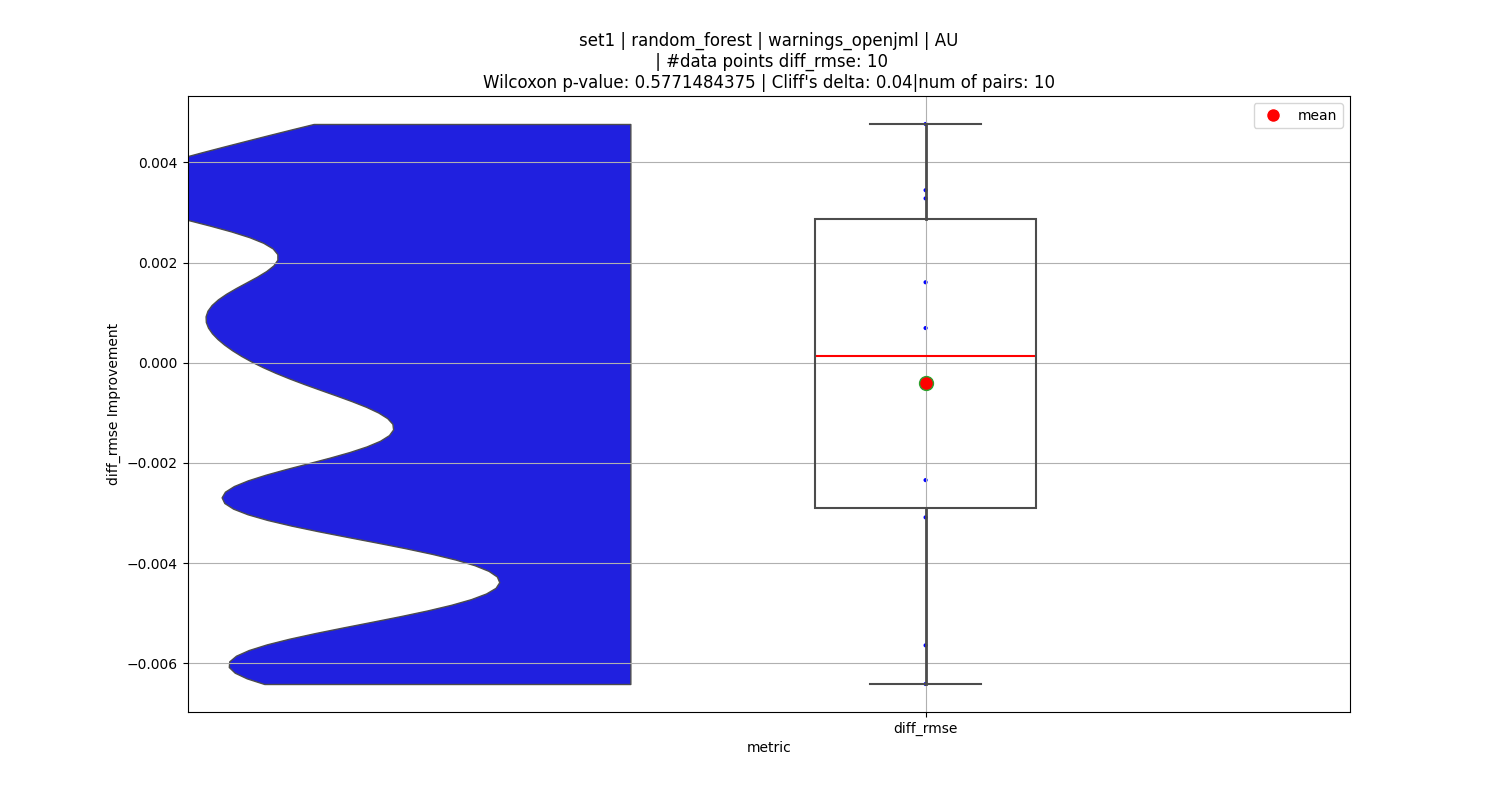 set1 | random_forest | warnings_openjml | AU
| #data points diff_rmse: 10
Wilcoxon p-value: 0.5771484375 | Cliff's delta: 0.04|num of pairs: 10
mean
0.004
0.002
0.000
−0.002
−0.004
−0.006
diff_rmse Improvement
diff_rmse
metric